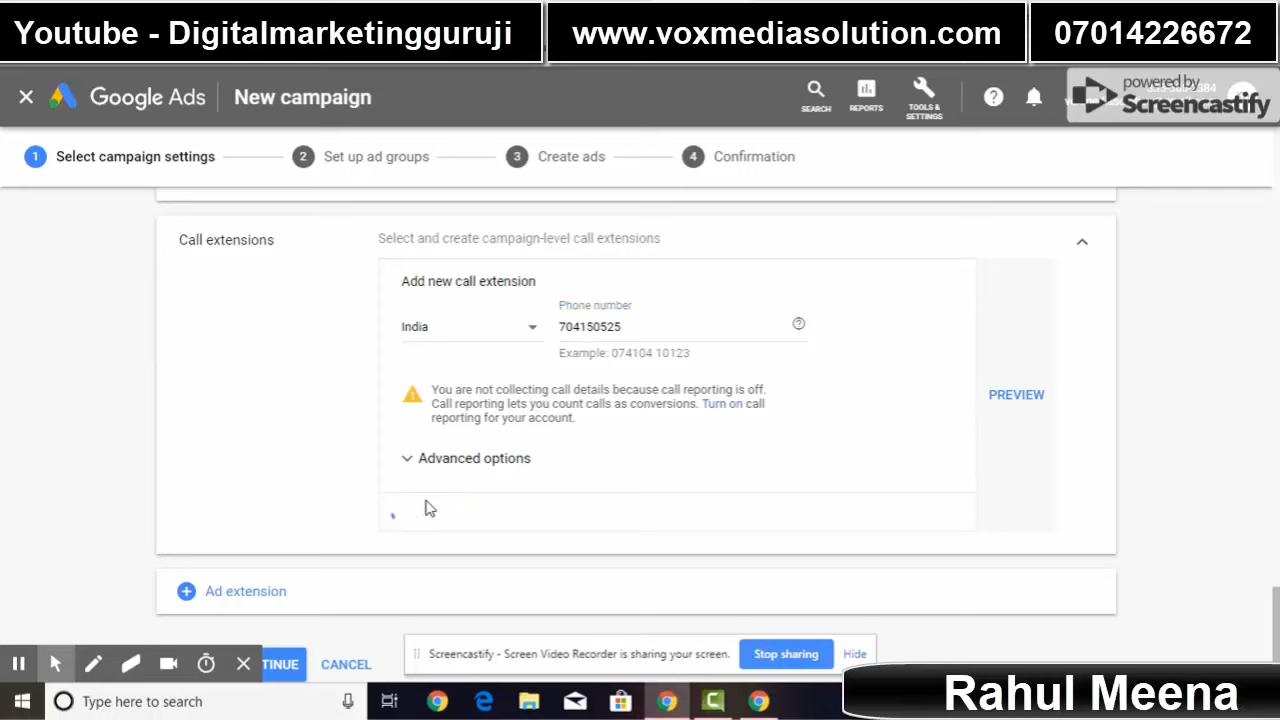 Youtube - Digitalmarketingguruji
www.voxmediasolution.com
07014226672
Google Ads
New campaign
SEARCH
REPORTS
TOOLS &
SETTINGS
powered by
Screencastify
1 Select campaign settings
2 Set up ad groups
3 Create ads
4 Confirmation
Call extensions
Select and create campaign-level call extensions
Add new call extension
Phone number
India
704150525
Example: 074104 10123
You are not collecting call details because call reporting is off.
Call reporting lets you count calls as conversions. Turn on call
reporting for your account.
PREVIEW
Advanced options
Ad extension
TINUE
CANCEL
Screencastify - Screen Video Recorder is sharing your screen.
Stop sharing
Hide
Type here to search
Rahul Meena